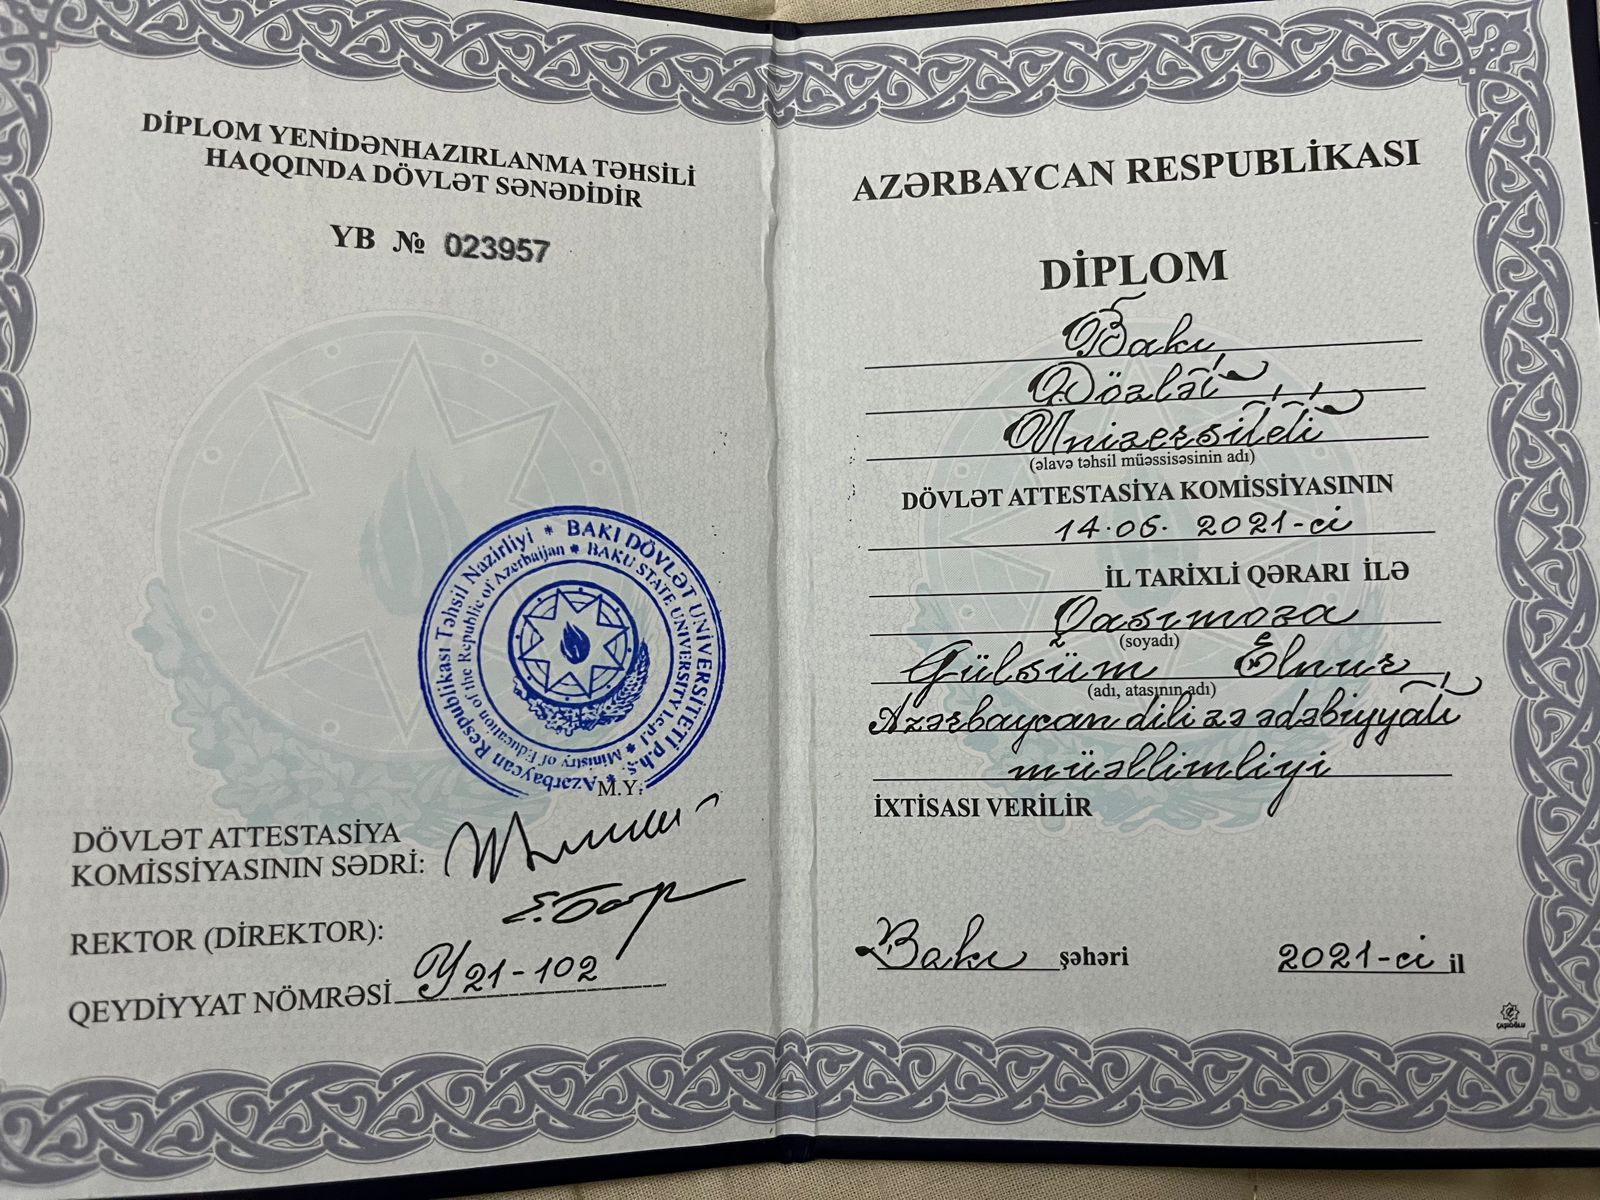 DİPLOM YENİDƏNHAZIRLANMA TƏHSİLİ
HAQQINDA DÖVLƏT SƏNƏDİDİR
YB № 023957
Azərbaycan Respublikası Təhsil Nazirliyi * BAKI DÖVLƏT UNİVERSİTETİ p.h.ş. *
Ministry of Education of the Republic of Azerbaijan * BAKU STATE UNIVERSITY Le.p.l *
M.Y.
DÖVLƏT ATTESTASİYA
KOMİSSİYASININ SƏDRİ:
REKTOR (DİREKTOR):
QEYDİYYAT NÖMRƏSİ Y21-102
AZƏRBAYCAN RESPUBLİKASI
DİPLOM
Bakı
Dövlət
Universiteti
(əlavə təhsil müəssisəsinin adı)
DÖVLƏT ATTESTASİYA KOMİSSİYASININ
14.06. 2021-ci
İL TARİXLİ QƏRARI İLƏ
Qasımova
(soyadı)
Gülsüm Elnur
(adı, atasının adı)
Azərbaycan dili və ədəbiyyatı
müəllimliyi
İXTİSASI VERİLİR
Bakı şəhəri 2021-ci il
ÇAŞIOĞLU